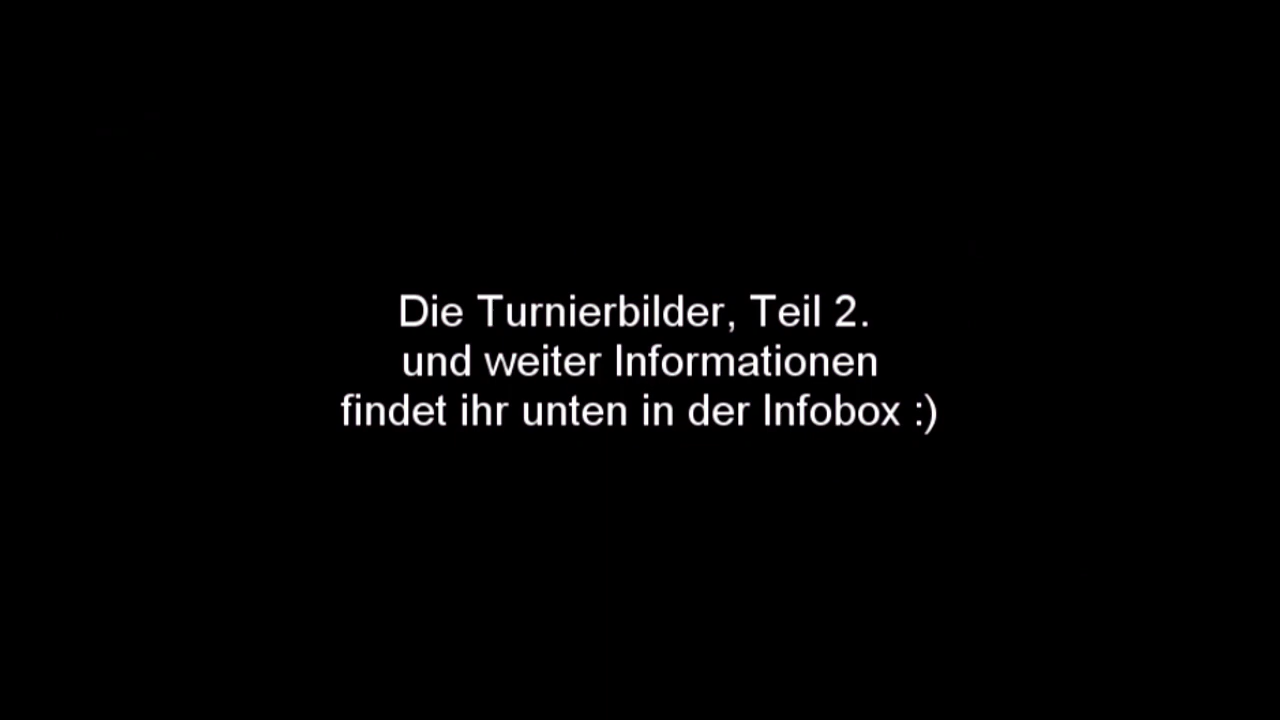 Die Turnierbilder, Teil 2.
und weiter Informationen
findet ihr unten in der Infobox :)